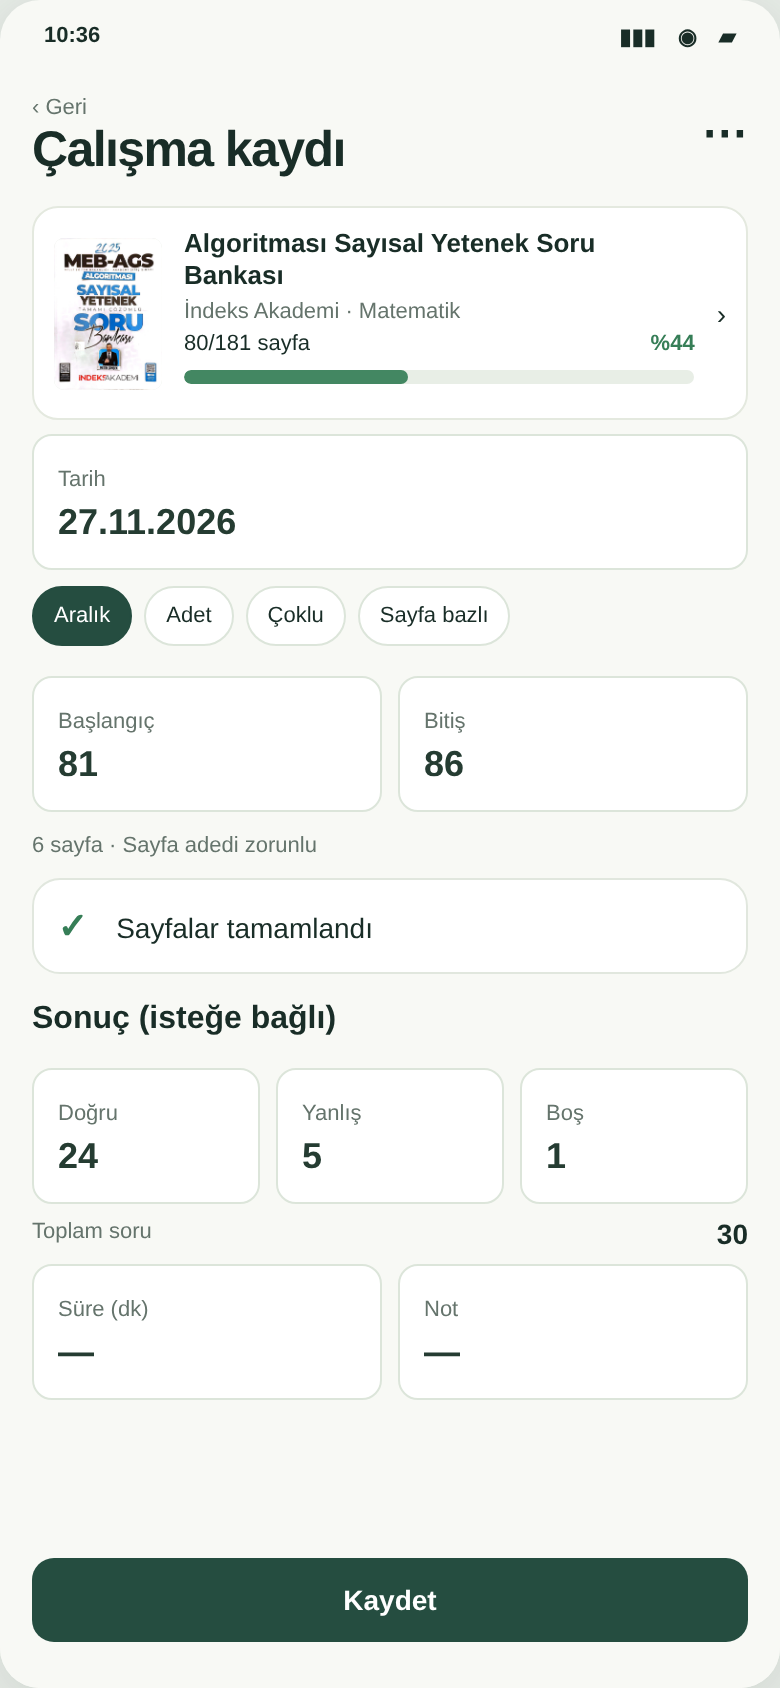 10:36
‹ Geri
Çalışma kaydı
2025
MEB-AGS
ALGORİTMASI
SAYISAL
YETENEK
TAMAMI ÇÖZÜMLÜ
SORU
Bankası
İNDEKSAKADEMİ
Algoritması Sayısal Yetenek Soru
Bankası
İndeks Akademi · Matematik
80/181 sayfa
%44
›
Tarih
27.11.2026
Aralık
Adet
Çoklu
Sayfa bazlı
Başlangıç
81
Bitiş
86
6 sayfa · Sayfa adedi zorunlu
✓ Sayfalar tamamlandı
Sonuç (isteğe bağlı)
Doğru
24
Yanlış
5
Boş
1
Toplam soru
30
Süre (dk)
—
Not
—
Kaydet